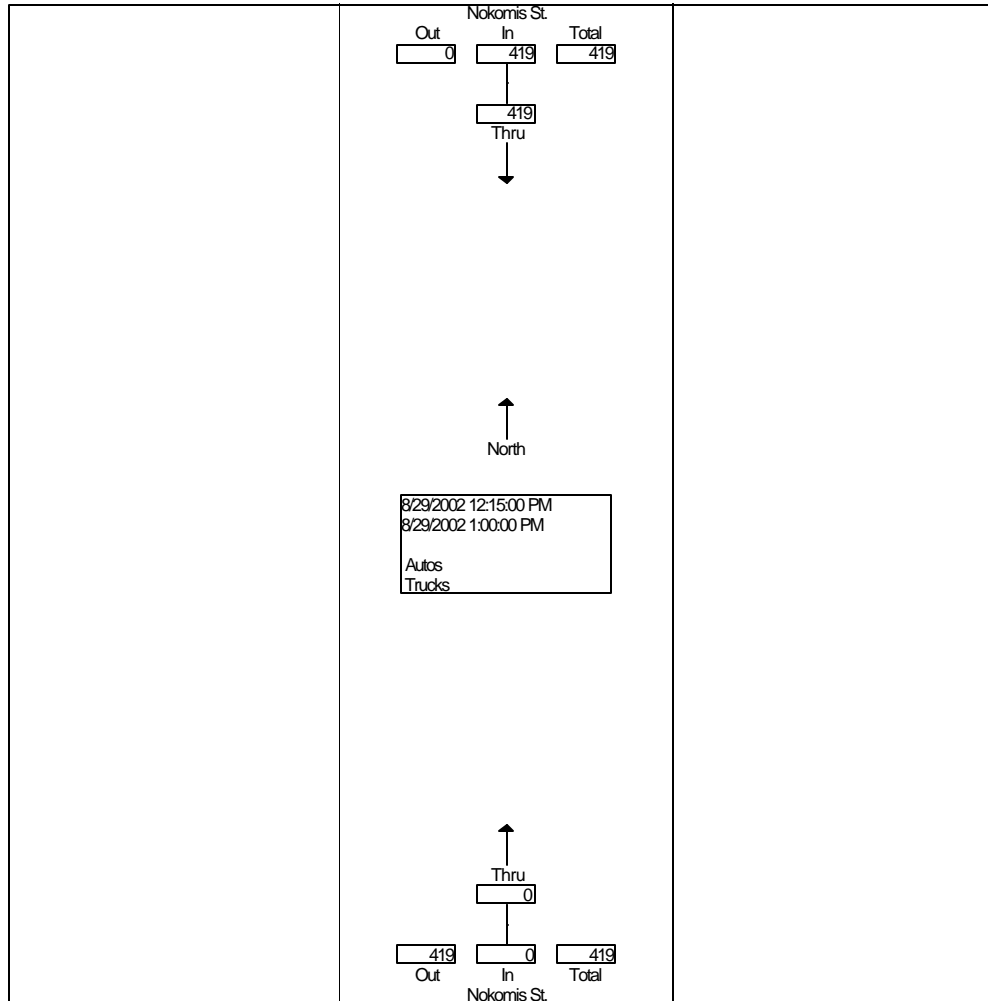 Nokomis St.
Out In Total
0 419 419
419
Thru
North
8/29/2002 12:15:00 PM
8/29/2002 1:00:00 PM
Autos
Trucks
Thru
0
419 0 419
Out In Total
Nokomis St.